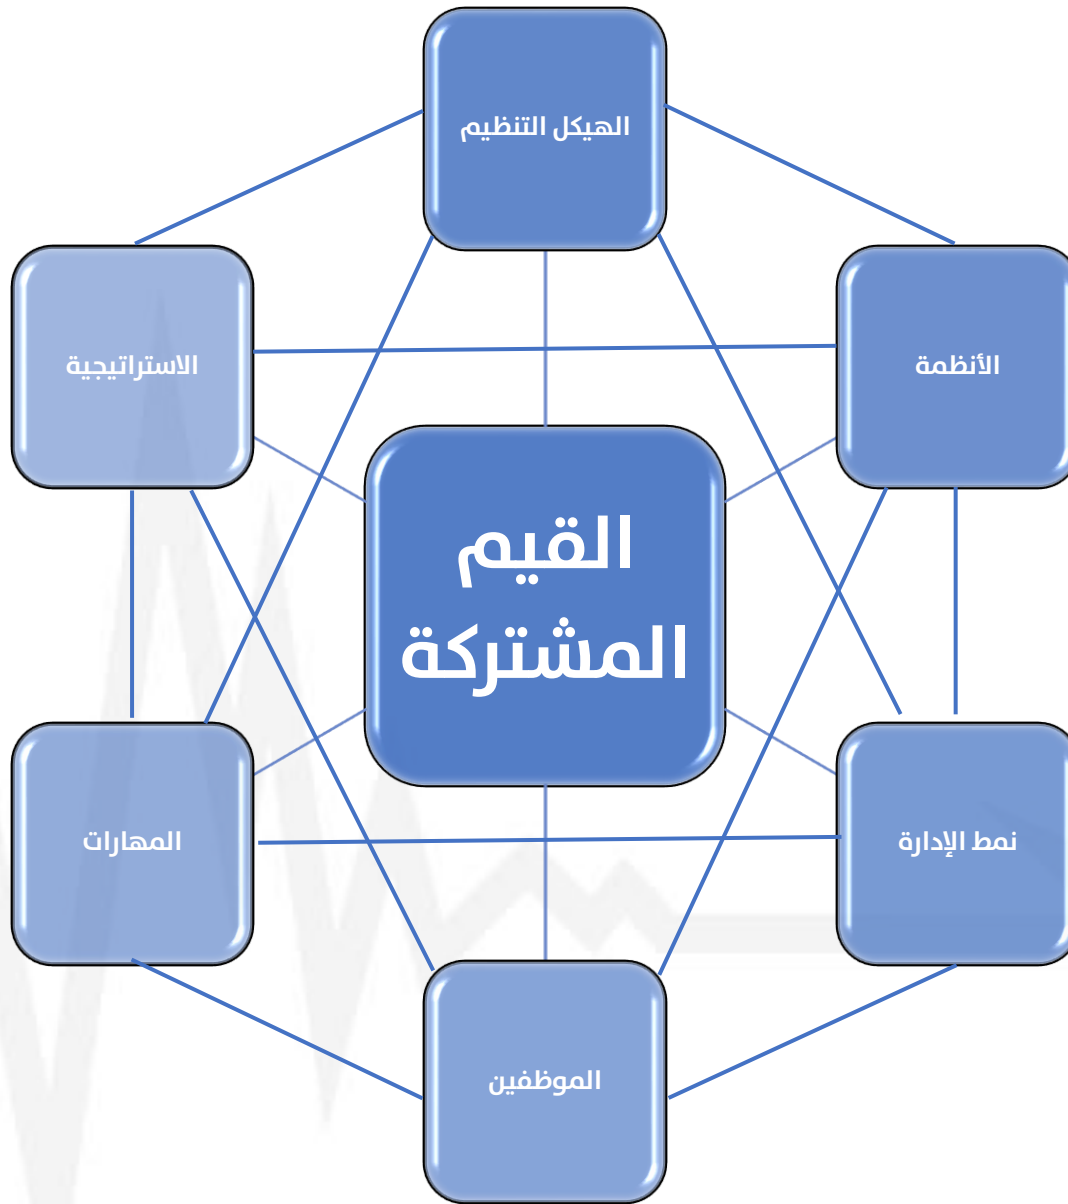 الهيكل التنظيم
الأنظمة
الاستراتيجية
القيم
المشتركة
نمط الإدارة
المهارات
الموظفين